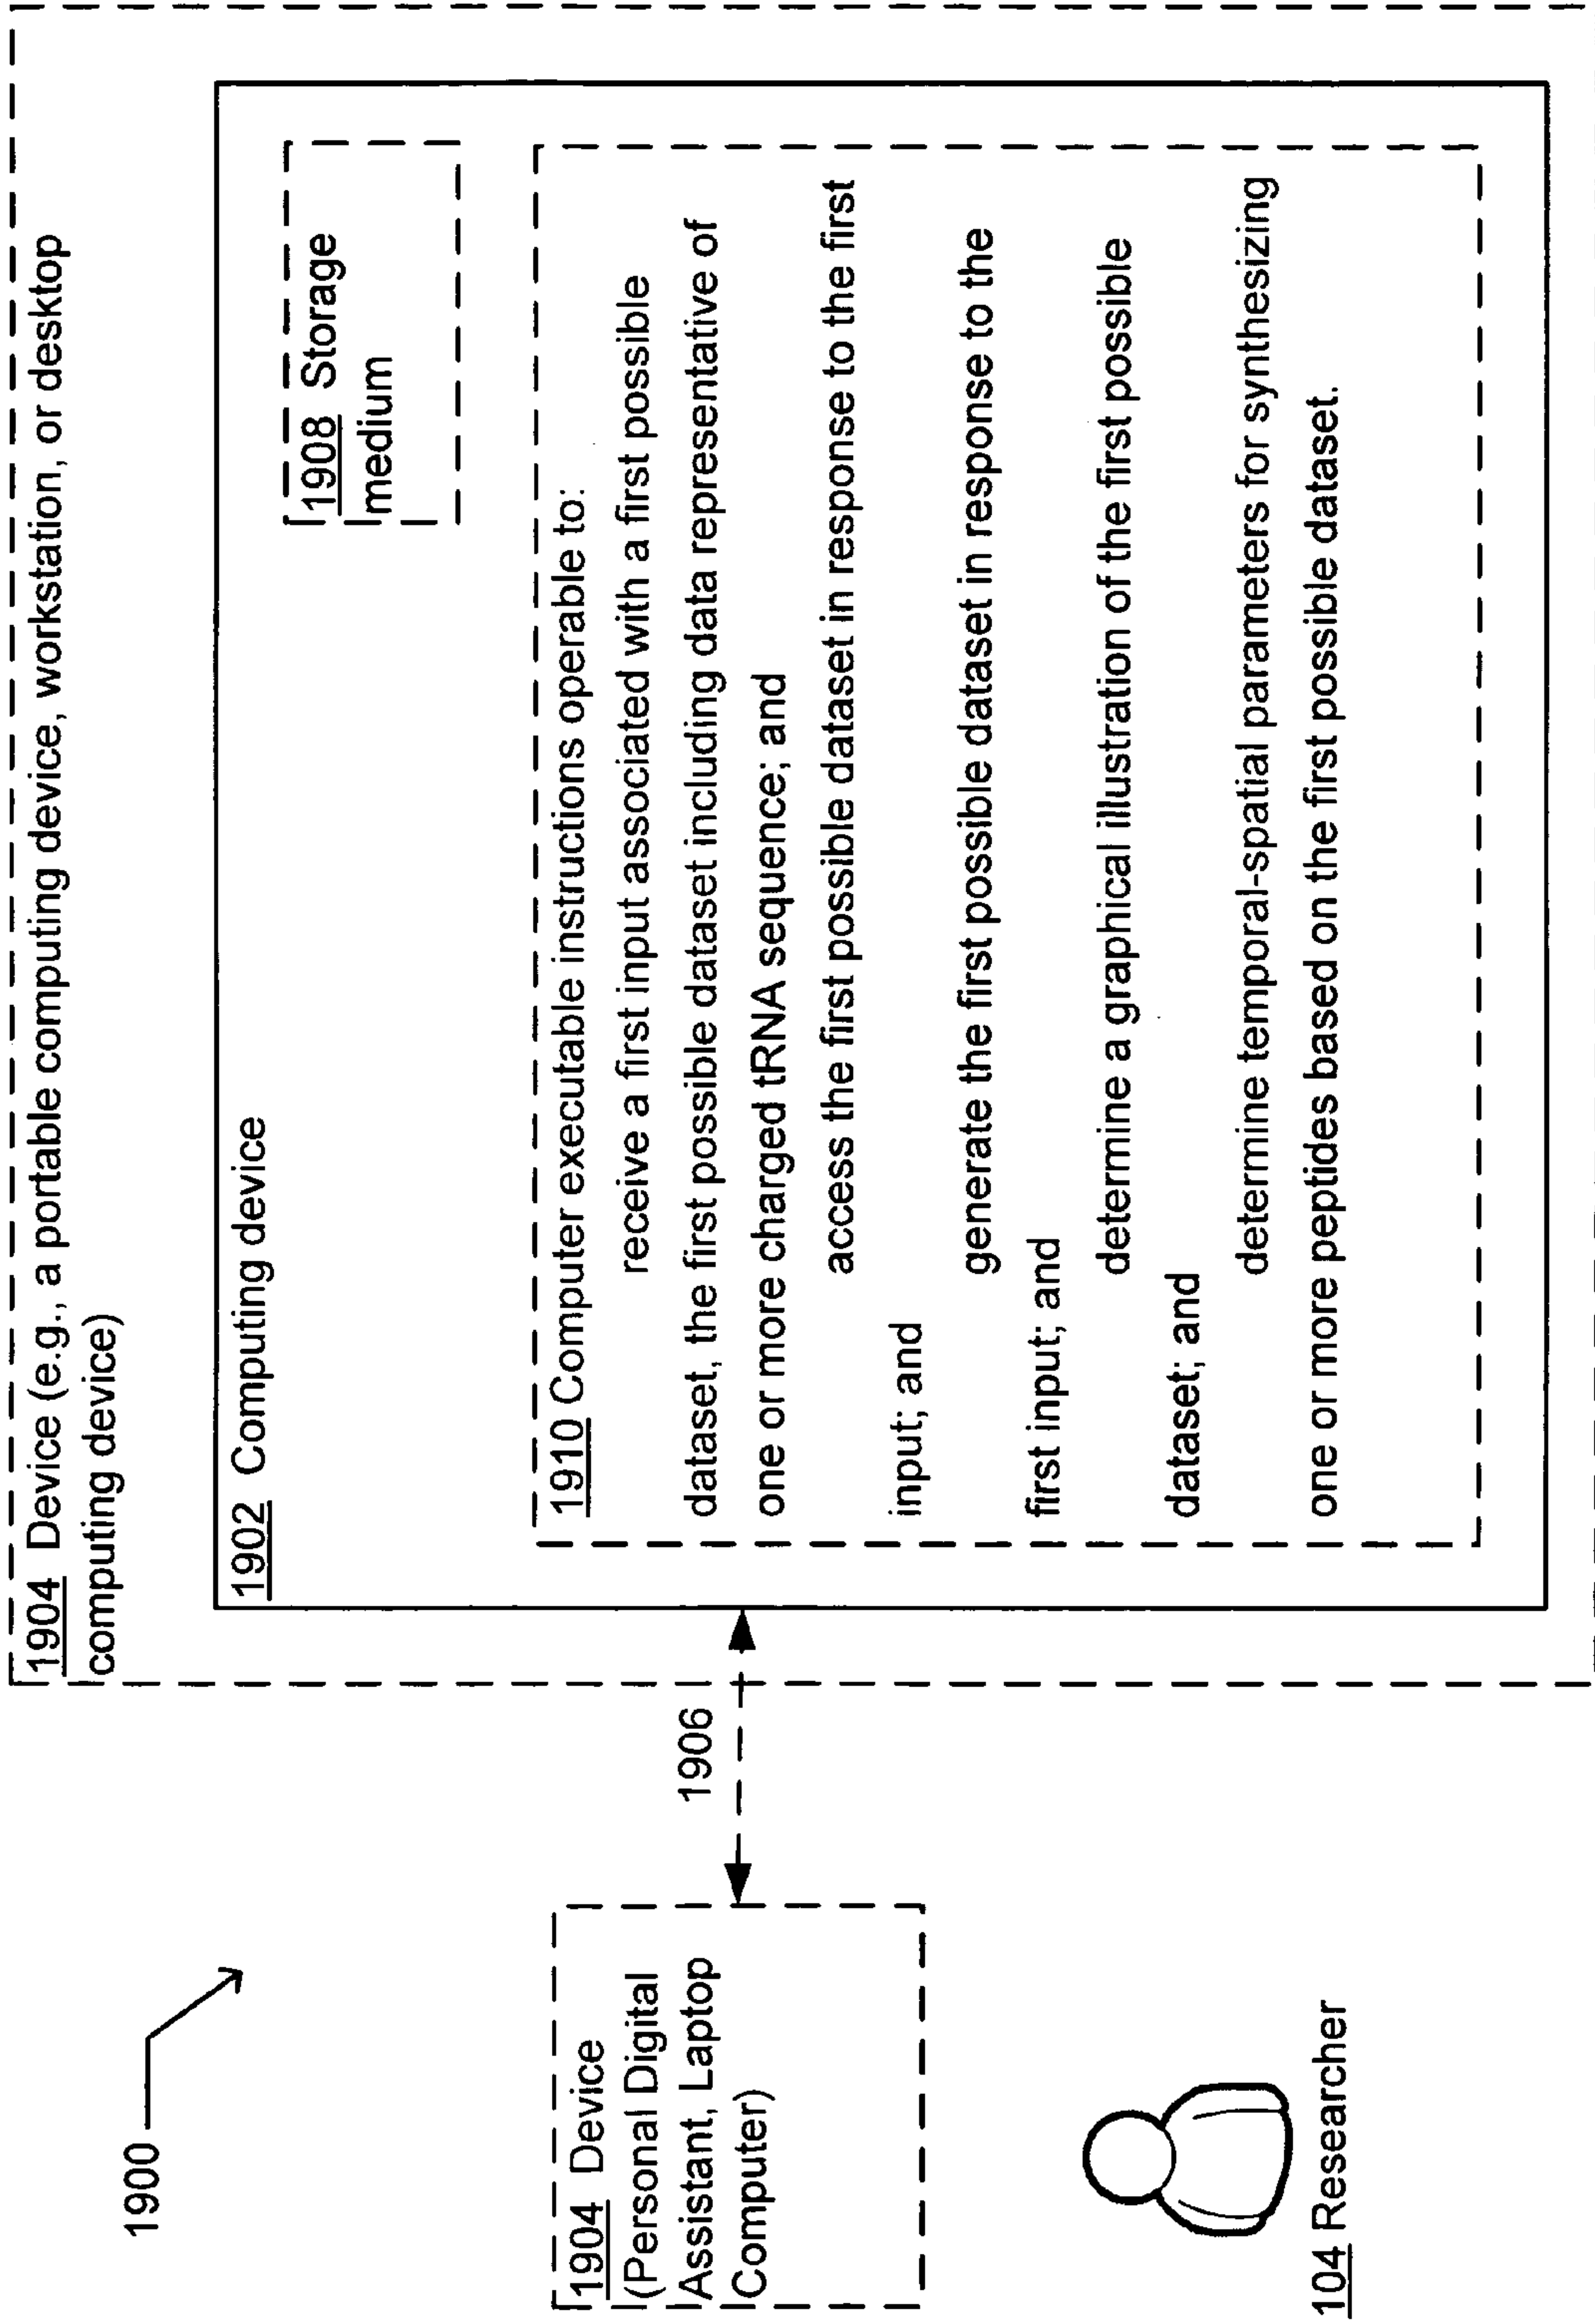 1900
1904 Device (e.g., a portable computing device, workstation, or desktop
computing device)
1902 Computing device
1908 Storage
medium
1910 Computer executable instructions operable to:
receive a first input associated with a first possible
dataset, the first possible dataset including data representative of
one or more charged tRNA sequence; and
access the first possible dataset in response to the first
input; and
generate the first possible dataset in response to the
first input; and
determine a graphical illustration of the first possible
dataset; and
determine temporal-spatial parameters for synthesizing
one or more peptides based on the first possible dataset.
1906
1904 Device
(Personal Digital
Assistant, Laptop
Computer)
104 Researcher